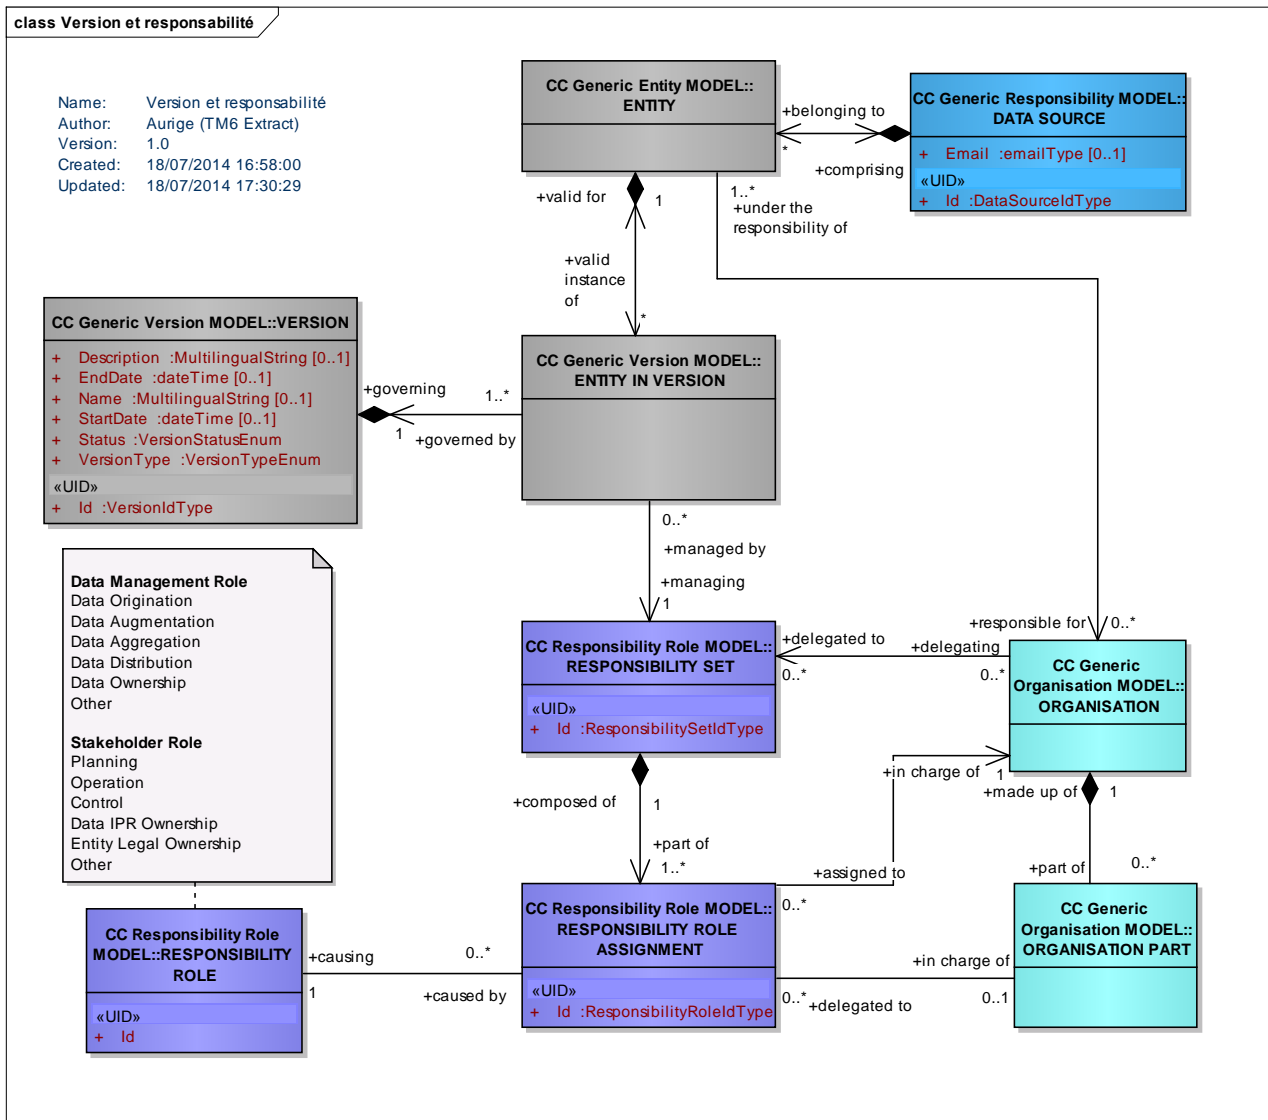 class Version et responsabilité
Name: Version et responsabilité
Author: Aurige (TM6 Extract)
Version: 1.0
Created: 18/07/2014 16:58:00
Updated: 18/07/2014 17:30:29
CC Generic Entity MODEL::
ENTITY
+belonging to
*
+comprising
CC Generic Responsibility MODEL::
DATA SOURCE
+ Email :emailType [0..1]
«UID»
+ Id :DataSourceIdType
+valid for
1
1..*
+under the
responsibility of
+valid
instance
of
*
CC Generic Version MODEL::VERSION
+ Description :MultilingualString [0..1]
+ EndDate :dateTime [0..1]
+ Name :MultilingualString [0..1]
+ StartDate :dateTime [0..1]
+ Status :VersionStatusEnum
+ VersionType :VersionTypeEnum
«UID»
+ Id :VersionIdType
+governing
1..*
1
+governed by
CC Generic Version MODEL::
ENTITY IN VERSION
0..*
+managed by
+managing
1
Data Management Role
Data Origination
Data Augmentation
Data Aggregation
Data Distribution
Data Ownership
Other
Stakeholder Role
Planning
Operation
Control
Data IPR Ownership
Entity Legal Ownership
Other
CC Responsibility Role MODEL::
RESPONSIBILITY SET
«UID»
+ Id :ResponsibilitySetIdType
+responsible for
0..*
+delegated to
+delegating
0..*
0..*
CC Generic
Organisation MODEL::
ORGANISATION
+in charge of
1
+made up of
1
+composed of
1
+part of
1..*
+assigned to
0..*
+part of
0..*
CC Responsibility Role
MODEL::RESPONSIBILITY
ROLE
«UID»
+ Id
+causing
0..*
1
+caused by
CC Responsibility Role MODEL::
RESPONSIBILITY ROLE
ASSIGNMENT
«UID»
+ Id :ResponsibilityRoleIdType
+in charge of
0..*
+delegated to
0..1
CC Generic
Organisation MODEL::
ORGANISATION PART